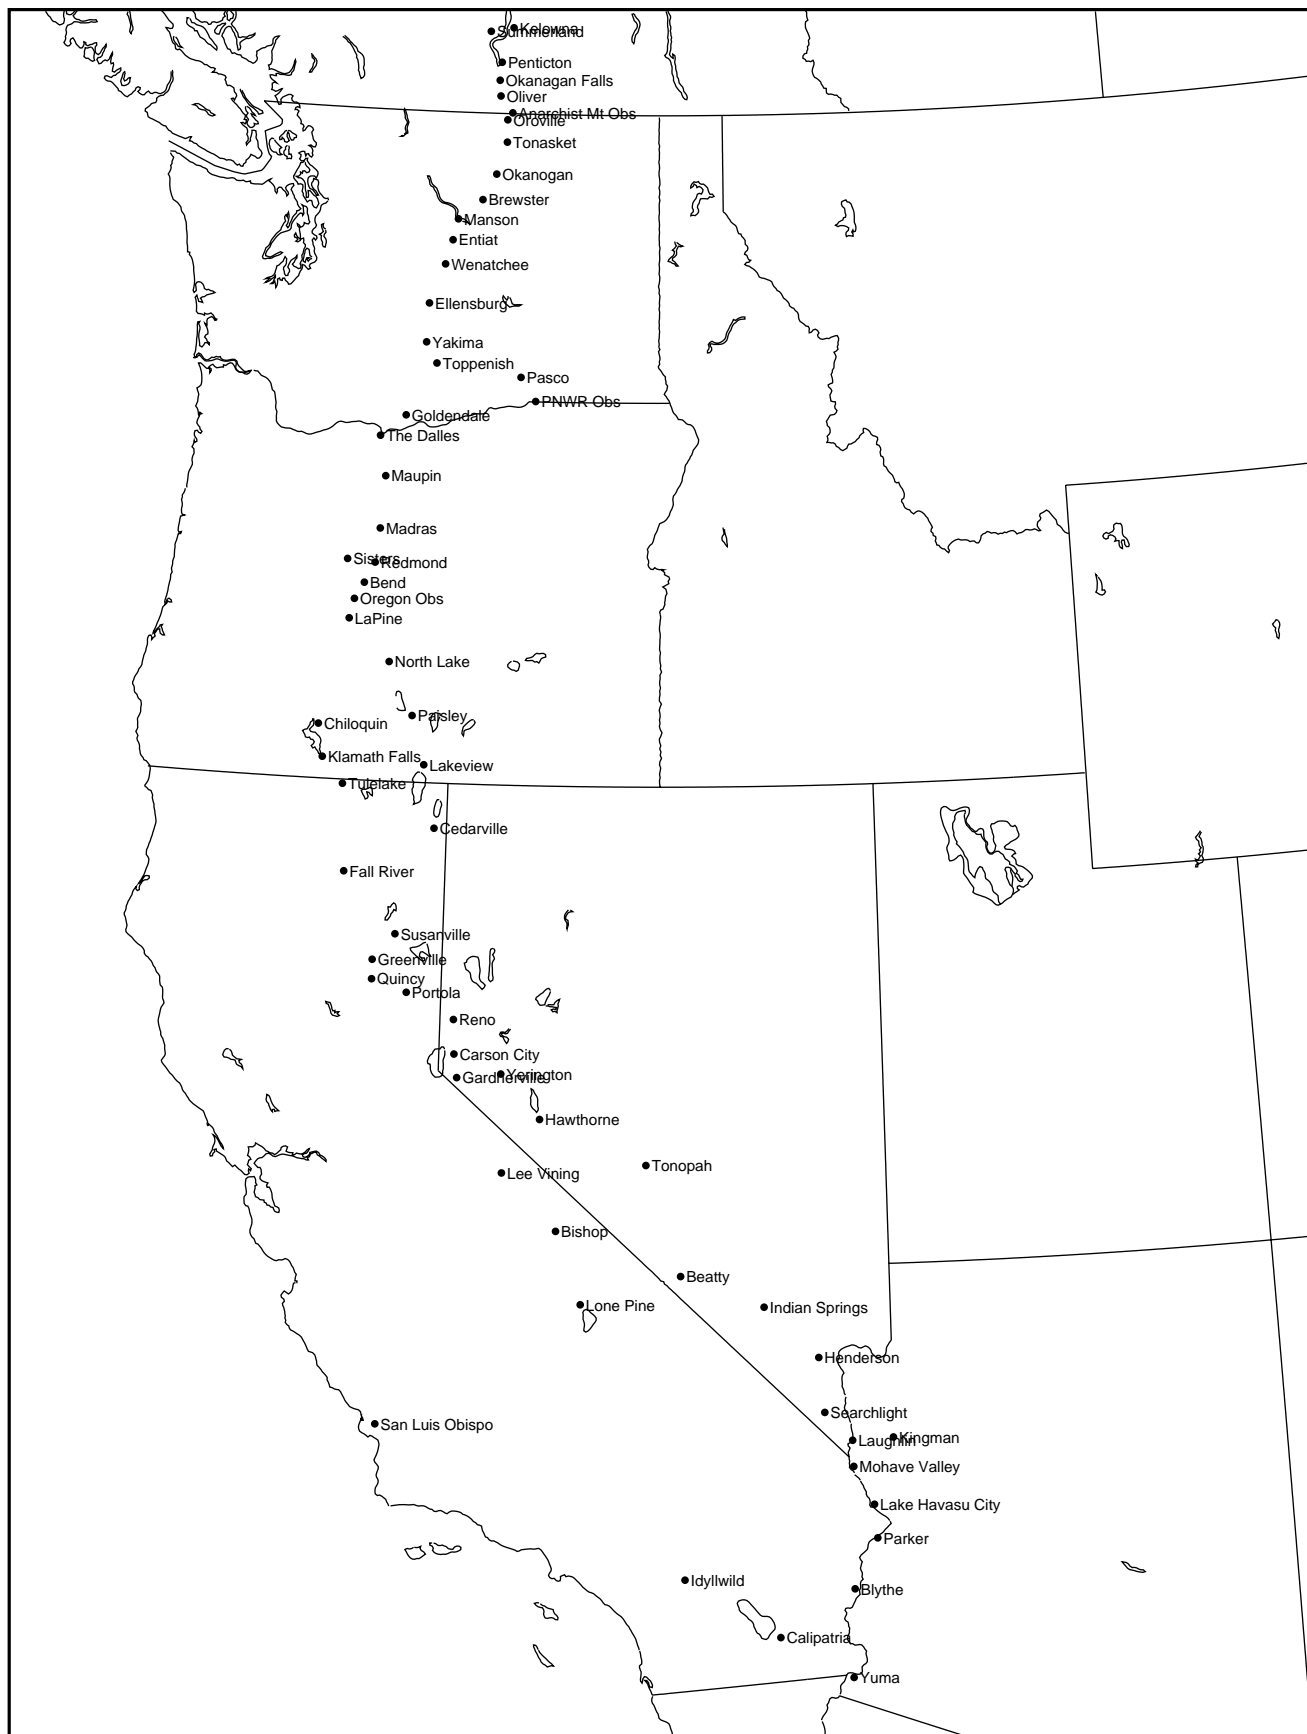 Kelowna
Summerland
Penticton
Okanagan Falls
Oliver
Anarchist Mt Obs
Oroville
Tonasket
Okanogan
Brewster
Manson
Entiat
Wenatchee
Ellensburg
Yakima
Toppenish
Pasco
PNWR Obs
Goldendale
The Dalles
Maupin
Madras
Sisters
Redmond
Bend
Oregon Obs
LaPine
North Lake
Paisley
Chiloquin
Klamath Falls
Lakeview
Tulelake
Cedarville
Fall River
Susanville
Greenville
Quincy
Portola
Reno
Carson City
Yerington
Gardnerville
Hawthorne
Tonopah
Lee Vining
Bishop
Beatty
Lone Pine
Indian Springs
Henderson
Searchlight
San Luis Obispo
Kingman
Laughlin
Mohave Valley
Lake Havasu City
Parker
Idyllwild
Blythe
Calipatria
Yuma